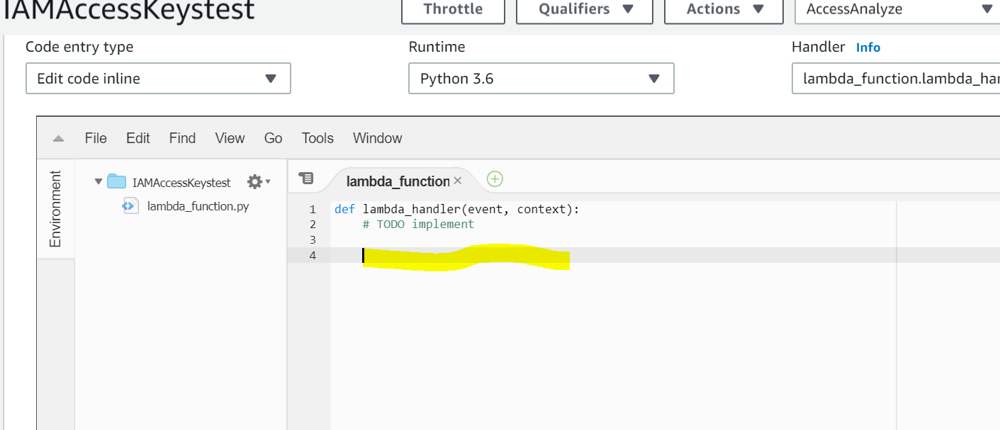 IAMAccessKeystest
Throttle
Qualifiers
Actions
AccessAnalyze
Code entry type
Runtime
Handler Info
Edit code inline
Python 3.6
lambda_function.lambda_har
File Edit Find View Go Tools Window
Environment
IAMAccessKeystest
lambda_function.py
lambda_function
1 def lambda_handler(event, context):
2 # TODO implement
3
4